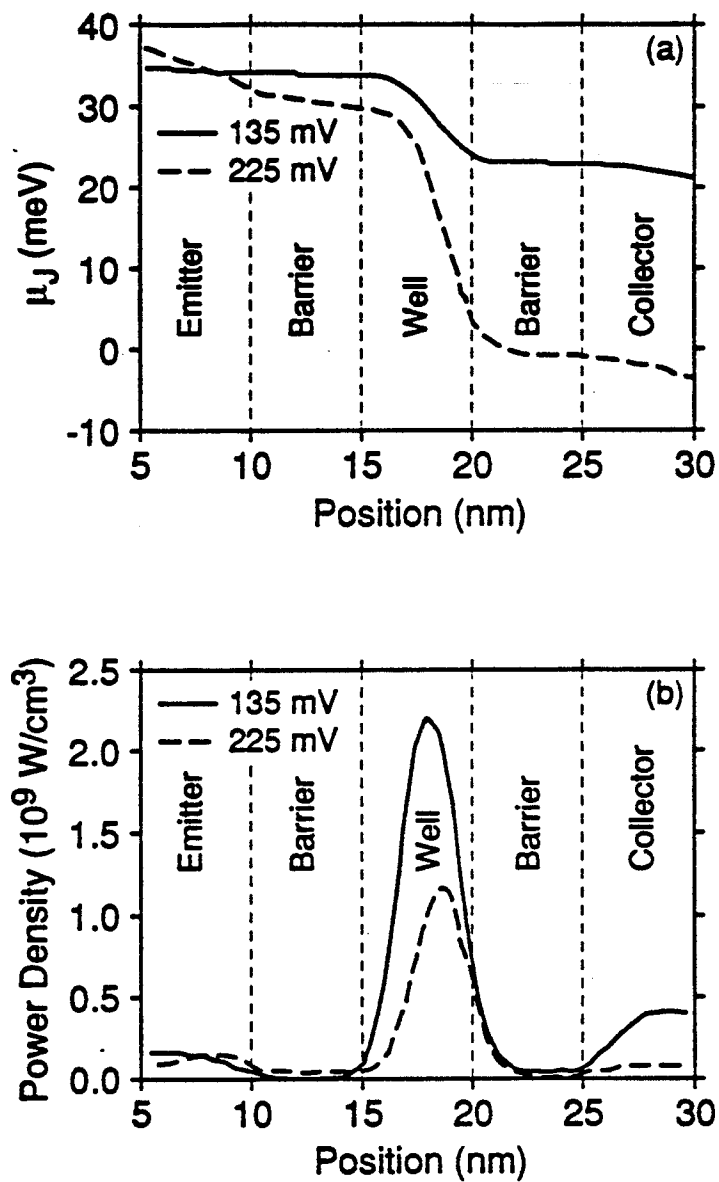 40
30
20
10
0
-10
μJ (meV)
(a)
135 mV
225 mV
Emitter
Barrier
Well
Barrier
Collector
5 10 15 20 25 30
Position (nm)
2.5
2.0
1.5
1.0
0.5
0.0
Power Density (10⁹ W/cm³)
(b)
135 mV
225 mV
Emitter
Barrier
Well
Barrier
Collector
5 10 15 20 25 30
Position (nm)